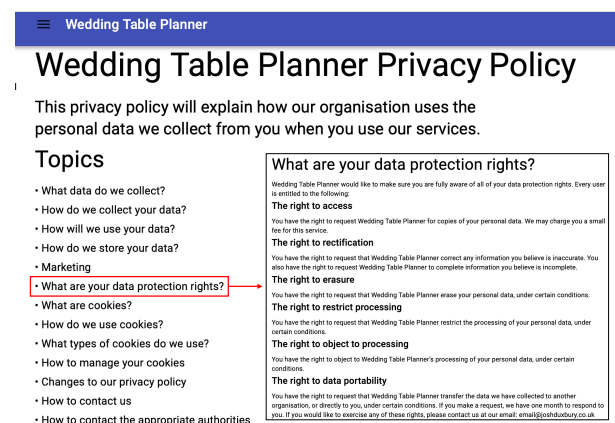 Wedding Table Planner
Wedding Table Planner Privacy Policy
This privacy policy will explain how our organisation uses the
personal data we collect from you when you use our services.
Topics
• What data do we collect?
• How do we collect your data?
• How will we use your data?
• How do we store your data?
• Marketing
• What are your data protection rights?
• What are cookies?
• How do we use cookies?
• What types of cookies do we use?
• How to manage your cookies
• Changes to our privacy policy
• How to contact us
• How to contact the appropriate authorities
What are your data protection rights?
Wedding Table Planner would like to make sure you are fully aware of all of your data protection rights. Every user
is entitled to the following:
The right to access
You have the right to request Wedding Table Planner for copies of your personal data. We may charge you a small
fee for this service.
The right to rectification
You have the right to request that Wedding Table Planner correct any information you believe is inaccurate. You
also have the right to request Wedding Table Planner to complete information you believe is incomplete.
The right to erasure
You have the right to request that Wedding Table Planner erase your personal data, under certain conditions.
The right to restrict processing
You have the right to request that Wedding Table Planner restrict the processing of your personal data, under
certain conditions.
The right to object to processing
You have the right to object to Wedding Table Planner's processing of your personal data, under certain
conditions.
The right to data portability
You have the right to request that Wedding Table Planner transfer the data we have collected to another
organisation, or directly to you, under certain conditions. If you make a request, we have one month to respond to
you. If you would like to exercise any of these rights, please contact us at our email: email@joshduxbury.co.uk